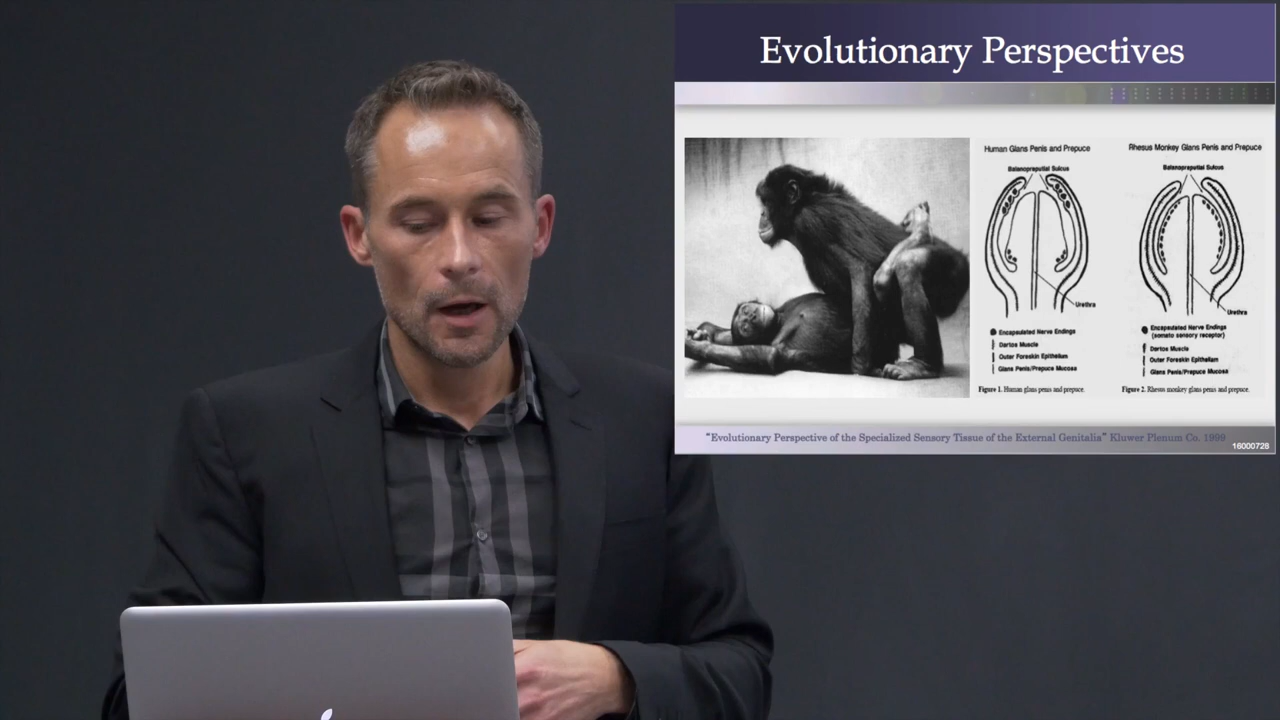 Evolutionary Perspectives
Human Glans Penis and Prepuce
Balanopreputial Sulcus
Urethra
Encapsulated Nerve Endings
Dartos Muscle
Outer Foreskin Epithelium
Glans Penis/Prepuce Mucosa
Figure 1. Human glans penis and prepuce.
Rhesus Monkey Glans Penis and Prepuce
Balanopreputial Sulcus
Urethra
Encapsulated Nerve Endings
(somato sensory receptor)
Dartos Muscle
Outer Foreskin Epithelium
Glans Penis/Prepuce Mucosa
Figure 2. Rhesus monkey glans penis and prepuce.
"Evolutionary Perspective of the Specialized Sensory Tissue of the External Genitalia" Kluwer Plenum Co. 1999
16000728